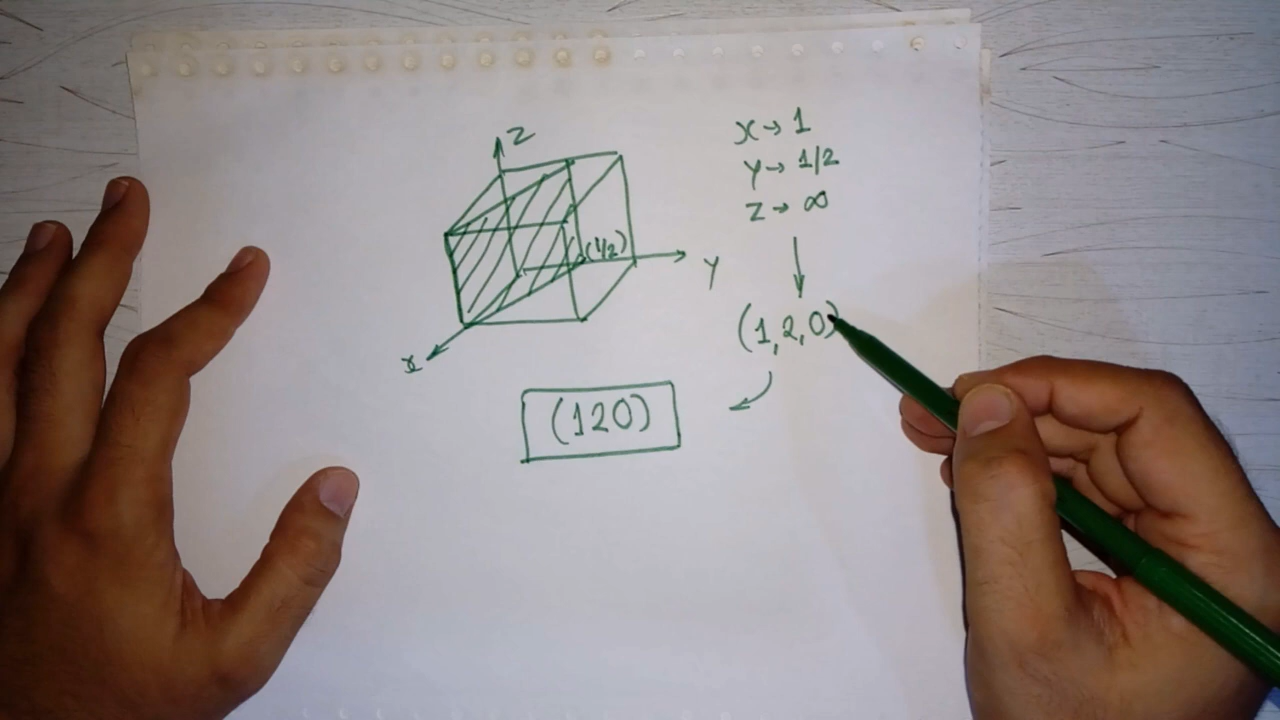 Z
X → 1
Y → 1/2
Z → ∞
(1/2)
Y
(1,2,0)
X
(120)